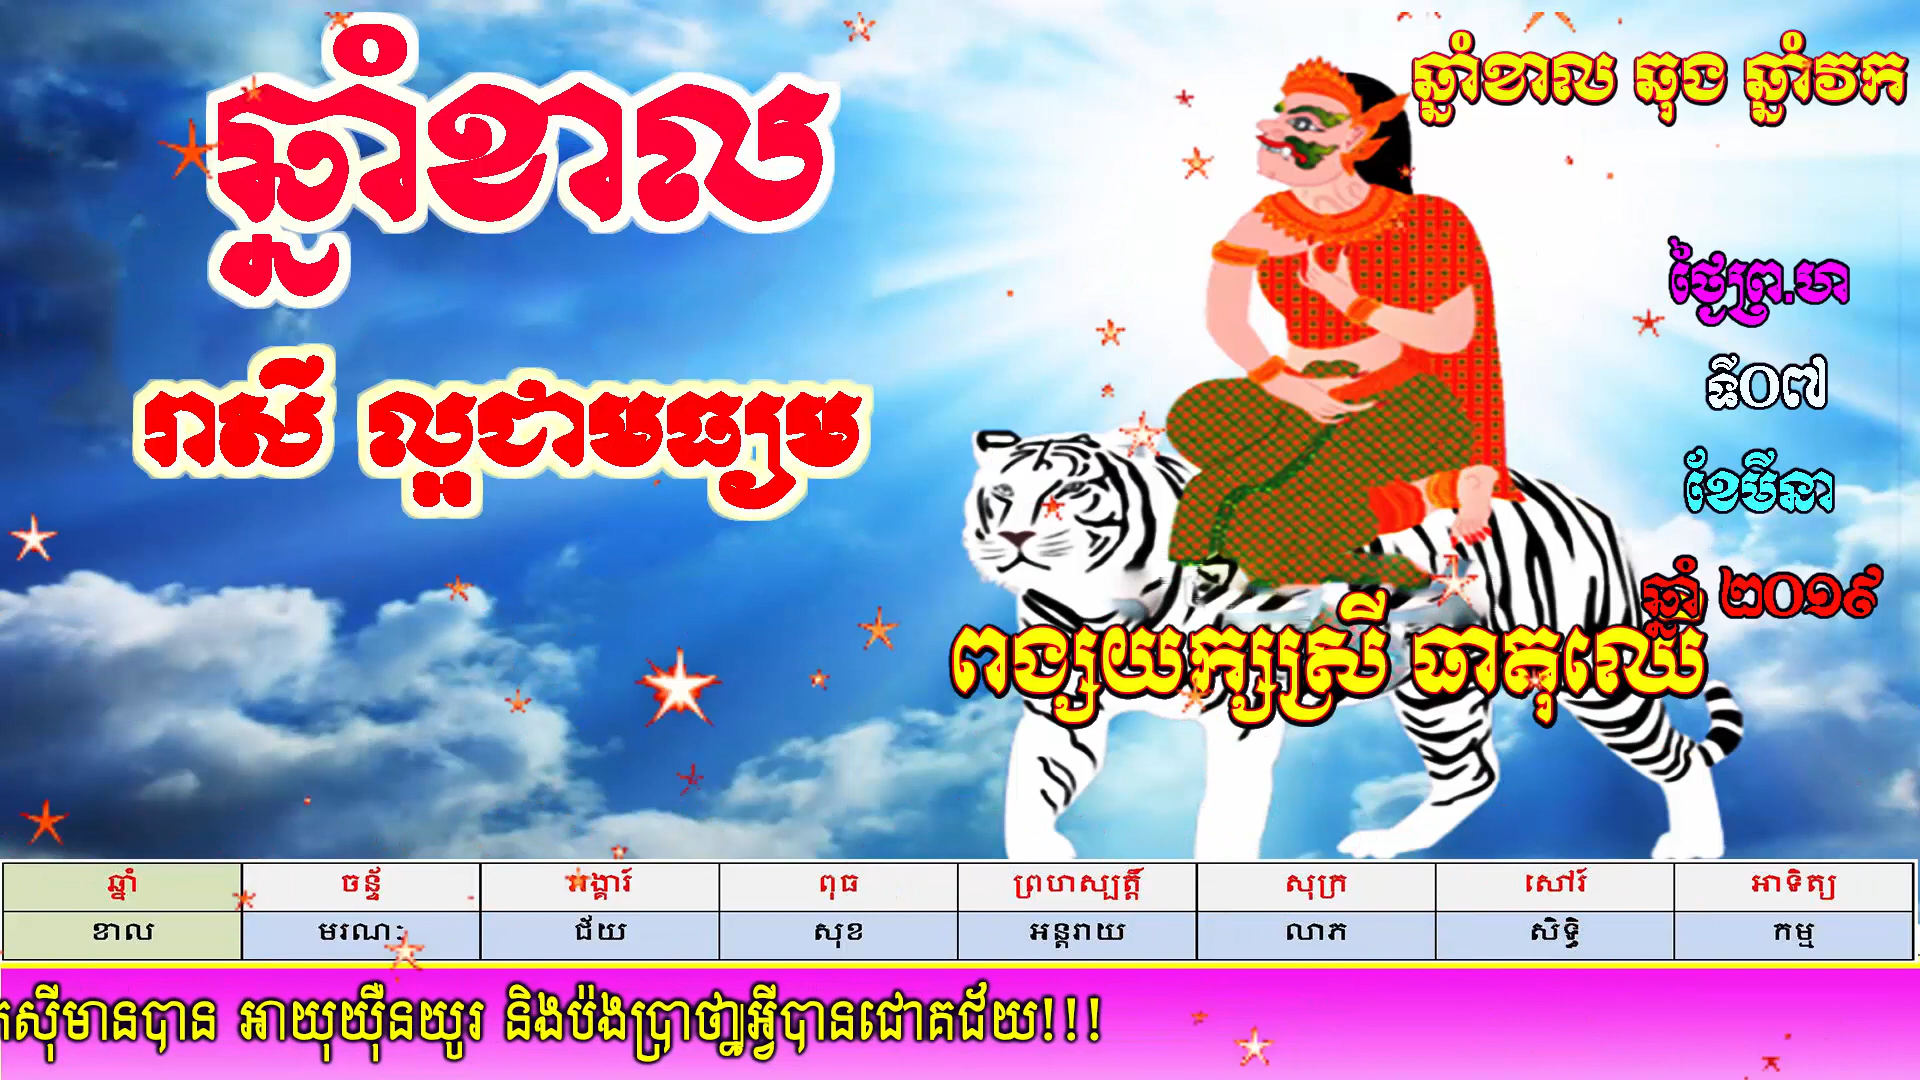 ឆ្នាំខាល
រាសី ល្អជាមធ្យម
ឆ្នាំខាល ឆុង ឆ្នាំវក
ថ្ងៃព្រ.ហ
ទី០៧
ខែមីនា
ឆ្នាំ ២០១៩
ពង្សយក្សស្រី ធាតុឈើ
ឆ្នាំ ចន្ទ័ អង្គារ៍ ពុធ ព្រហស្បត្តិ៍ សុក្រ សៅរ៍ អាទិត្យ
ខាល មរណៈ ជ័យ សុខ អន្តរាយ លាភ សិទ្ធិ កម្ម
កស៊ីមានបាន អាយុយ៉ឺនយូរ និងប៉ងប្រាថ្នាអ្វីបានជោគជ័យ!!!